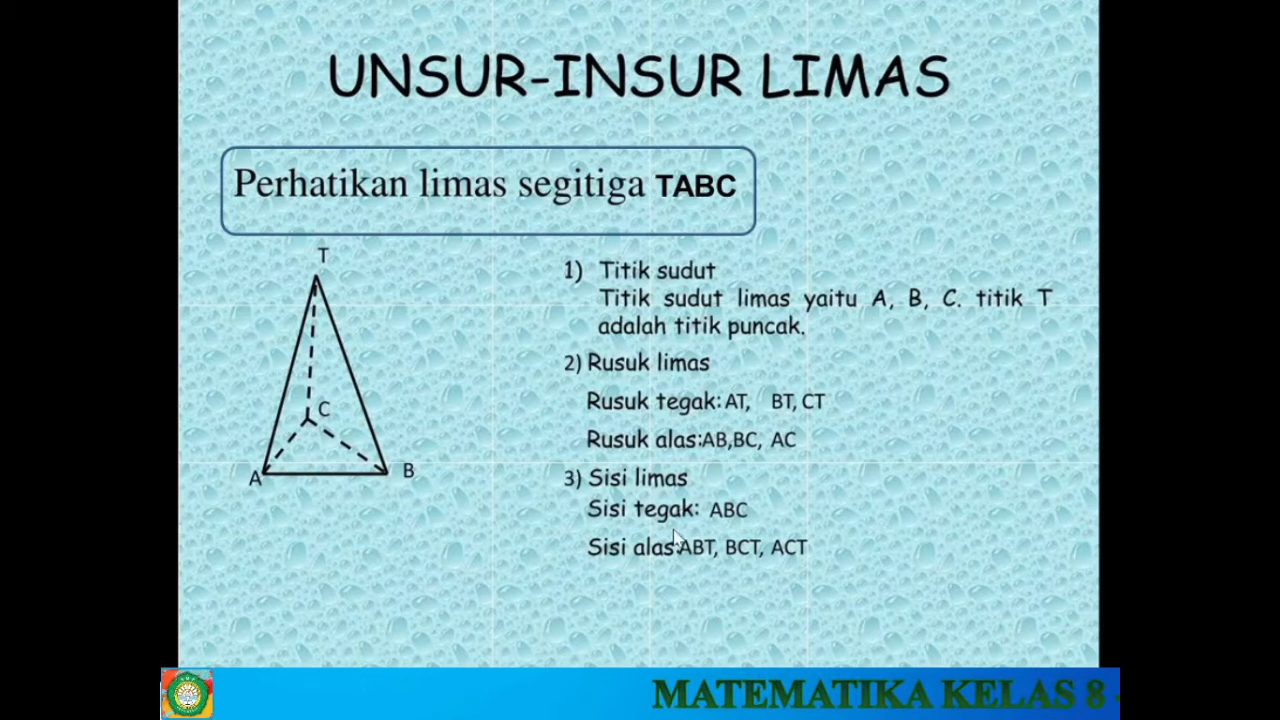 UNSUR-INSUR LIMAS
Perhatikan limas segitiga TABC
T
C
A
B
1) Titik sudut
Titik sudut limas yaitu A, B, C. titik T
adalah titik puncak.
2) Rusuk limas
Rusuk tegak: AT, BT, CT
Rusuk alas:AB,BC, AC
3) Sisi limas
Sisi tegak: ABC
Sisi alas:ABT, BCT, ACT
MATEMATIKA KELAS 8 -